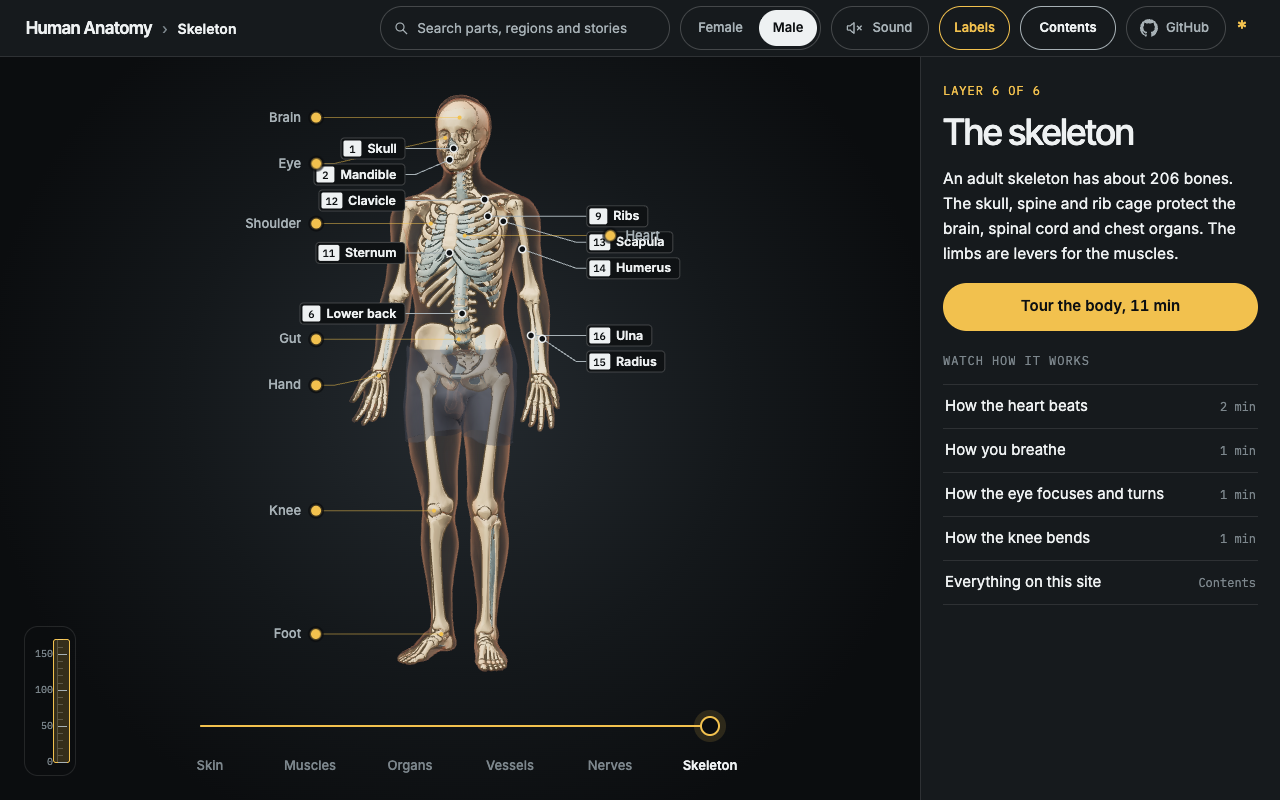 Human Anatomy › Skeleton
Search parts, regions and stories
Female Male
Sound
Labels
Contents
GitHub
*
Brain
1 Skull
Eye
2 Mandible
12 Clavicle
Shoulder
11 Sternum
6 Lower back
Gut
Hand
Knee
Foot
9 Ribs
Heart
13 Scapula
14 Humerus
16 Ulna
15 Radius
150
100
50
0
Skin Muscles Organs Vessels Nerves Skeleton
LAYER 6 OF 6
The skeleton
An adult skeleton has about 206 bones.
The skull, spine and rib cage protect the
brain, spinal cord and chest organs. The
limbs are levers for the muscles.
Tour the body, 11 min
WATCH HOW IT WORKS
How the heart beats 2 min
How you breathe 1 min
How the eye focuses and turns 1 min
How the knee bends 1 min
Everything on this site Contents